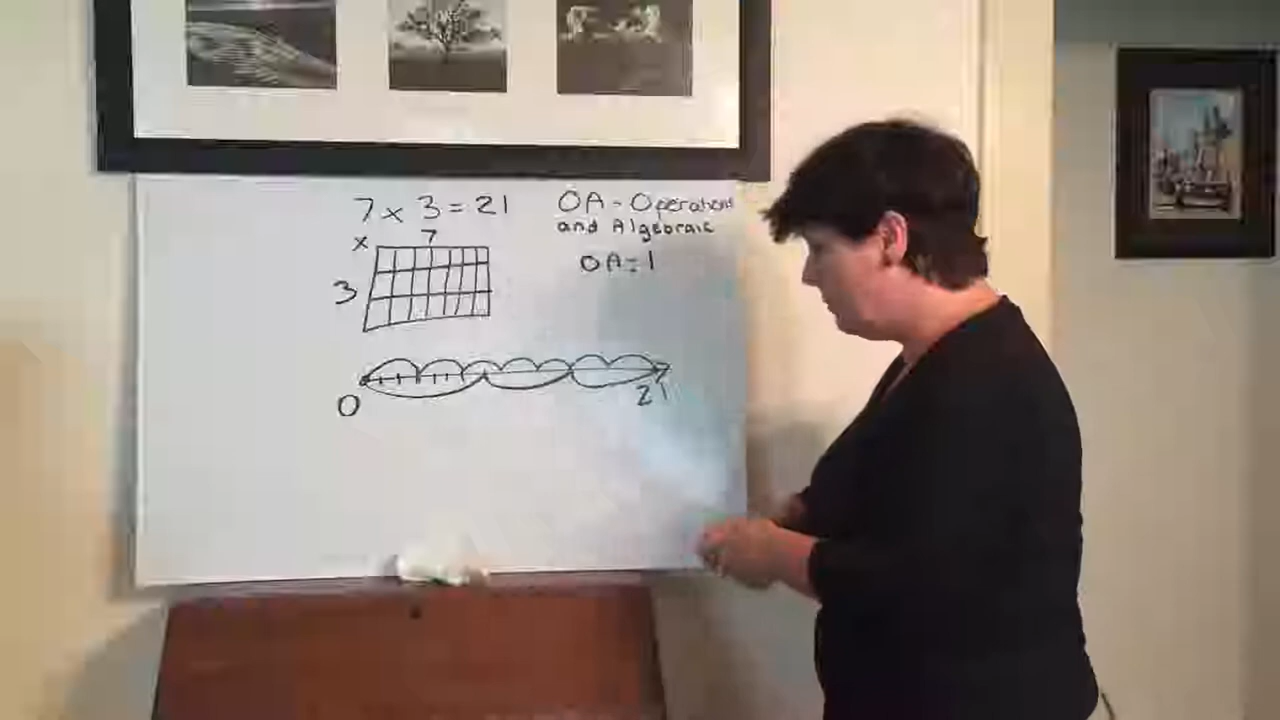 7 x 3 = 21
OA - Operations
and Algebraic
OA = 1
x 7
3
0 21